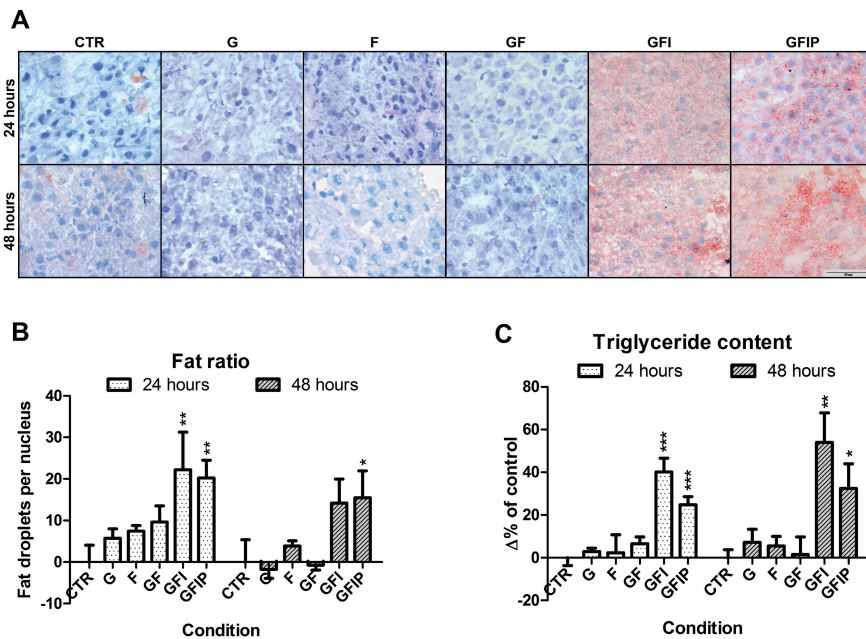 A
CTR G F GF GFI GFIP
24 hours
48 hours
B
Fat ratio
24 hours 48 hours
Fat droplets per nucleus
40
30
20
10
0
-10
** ** *
CTR G F GF GFI GFIP CTR G F GF GFI GFIP
Condition
C
Triglyceride content
24 hours 48 hours
Δ% of control
80
60
40
20
0
-20
*** *** ** *
CTR G F GF GFI GFIP CTR G F GF GFI GFIP
Condition